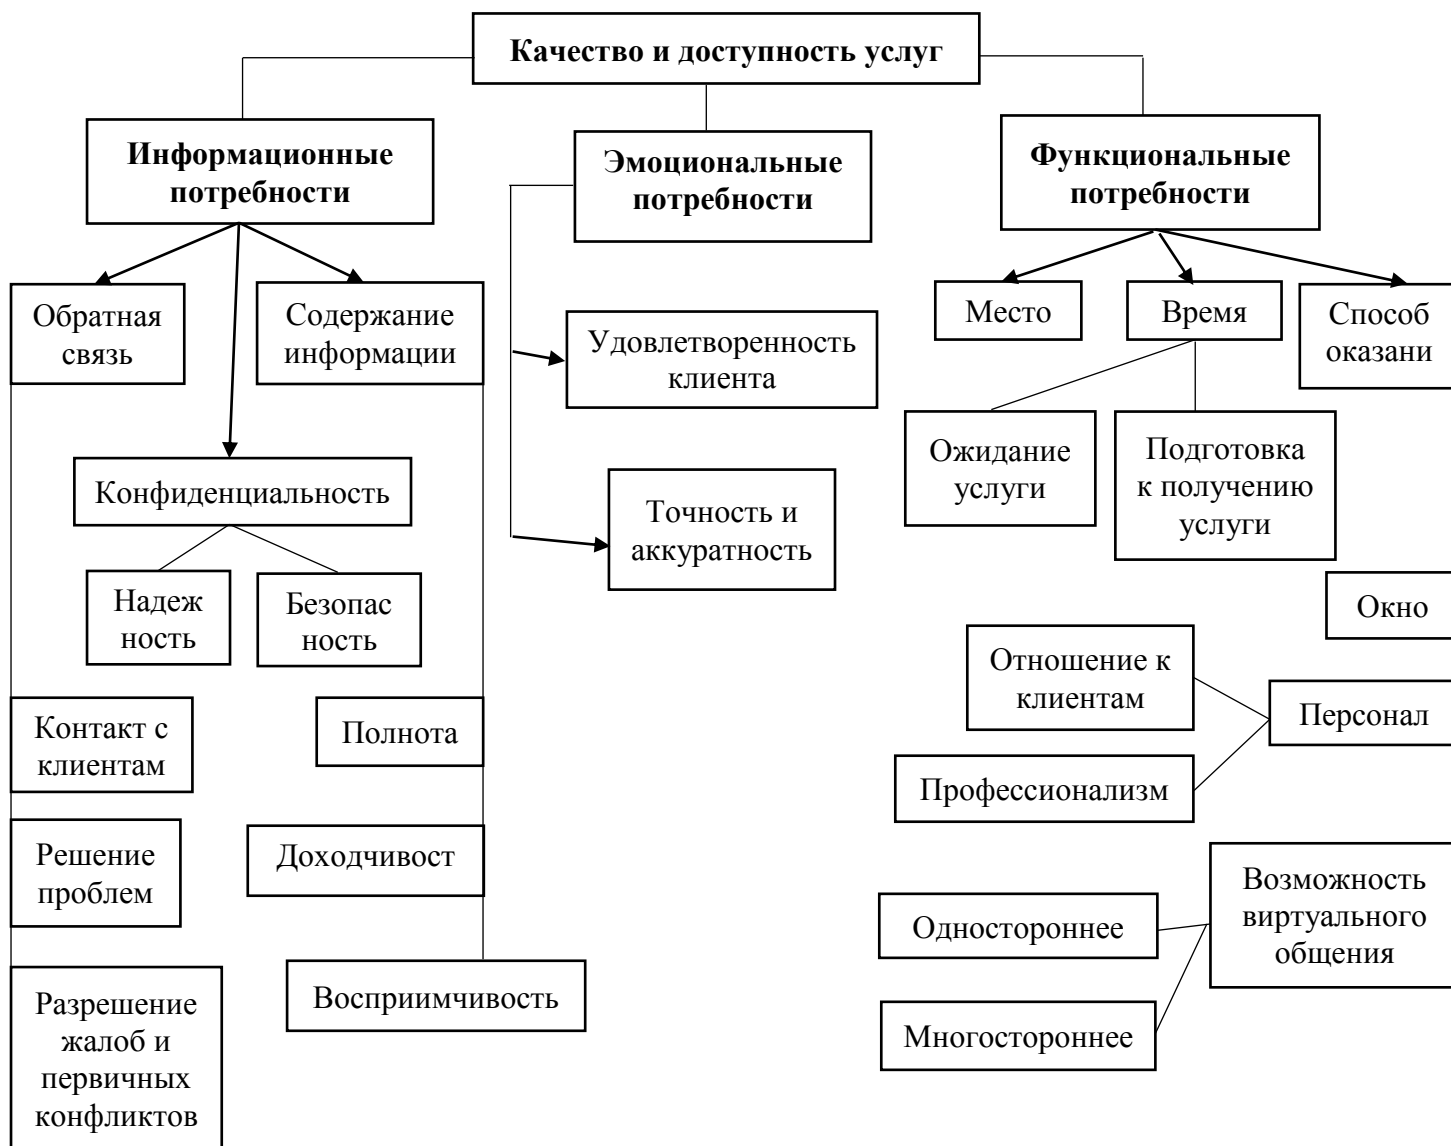 Качество и доступность услуг
Информационные
потребности
Эмоциональные
потребности
Функциональные
потребности
Обратная
связь
Содержание
информации
Место
Время
Способ
оказани
Удовлетворенность
клиента
Ожидание
услуги
Подготовка
к получению
услуги
Конфиденциальность
Точность и
аккуратность
Надеж
ность
Безопас
ность
Окно
Отношение к
клиентам
Контакт с
клиентам
Полнота
Персонал
Профессионализм
Решение
проблем
Доходчивост
Возможность
виртуального
общения
Одностороннее
Восприимчивость
Многостороннее
Разрешение
жалоб и
первичных
конфликтов